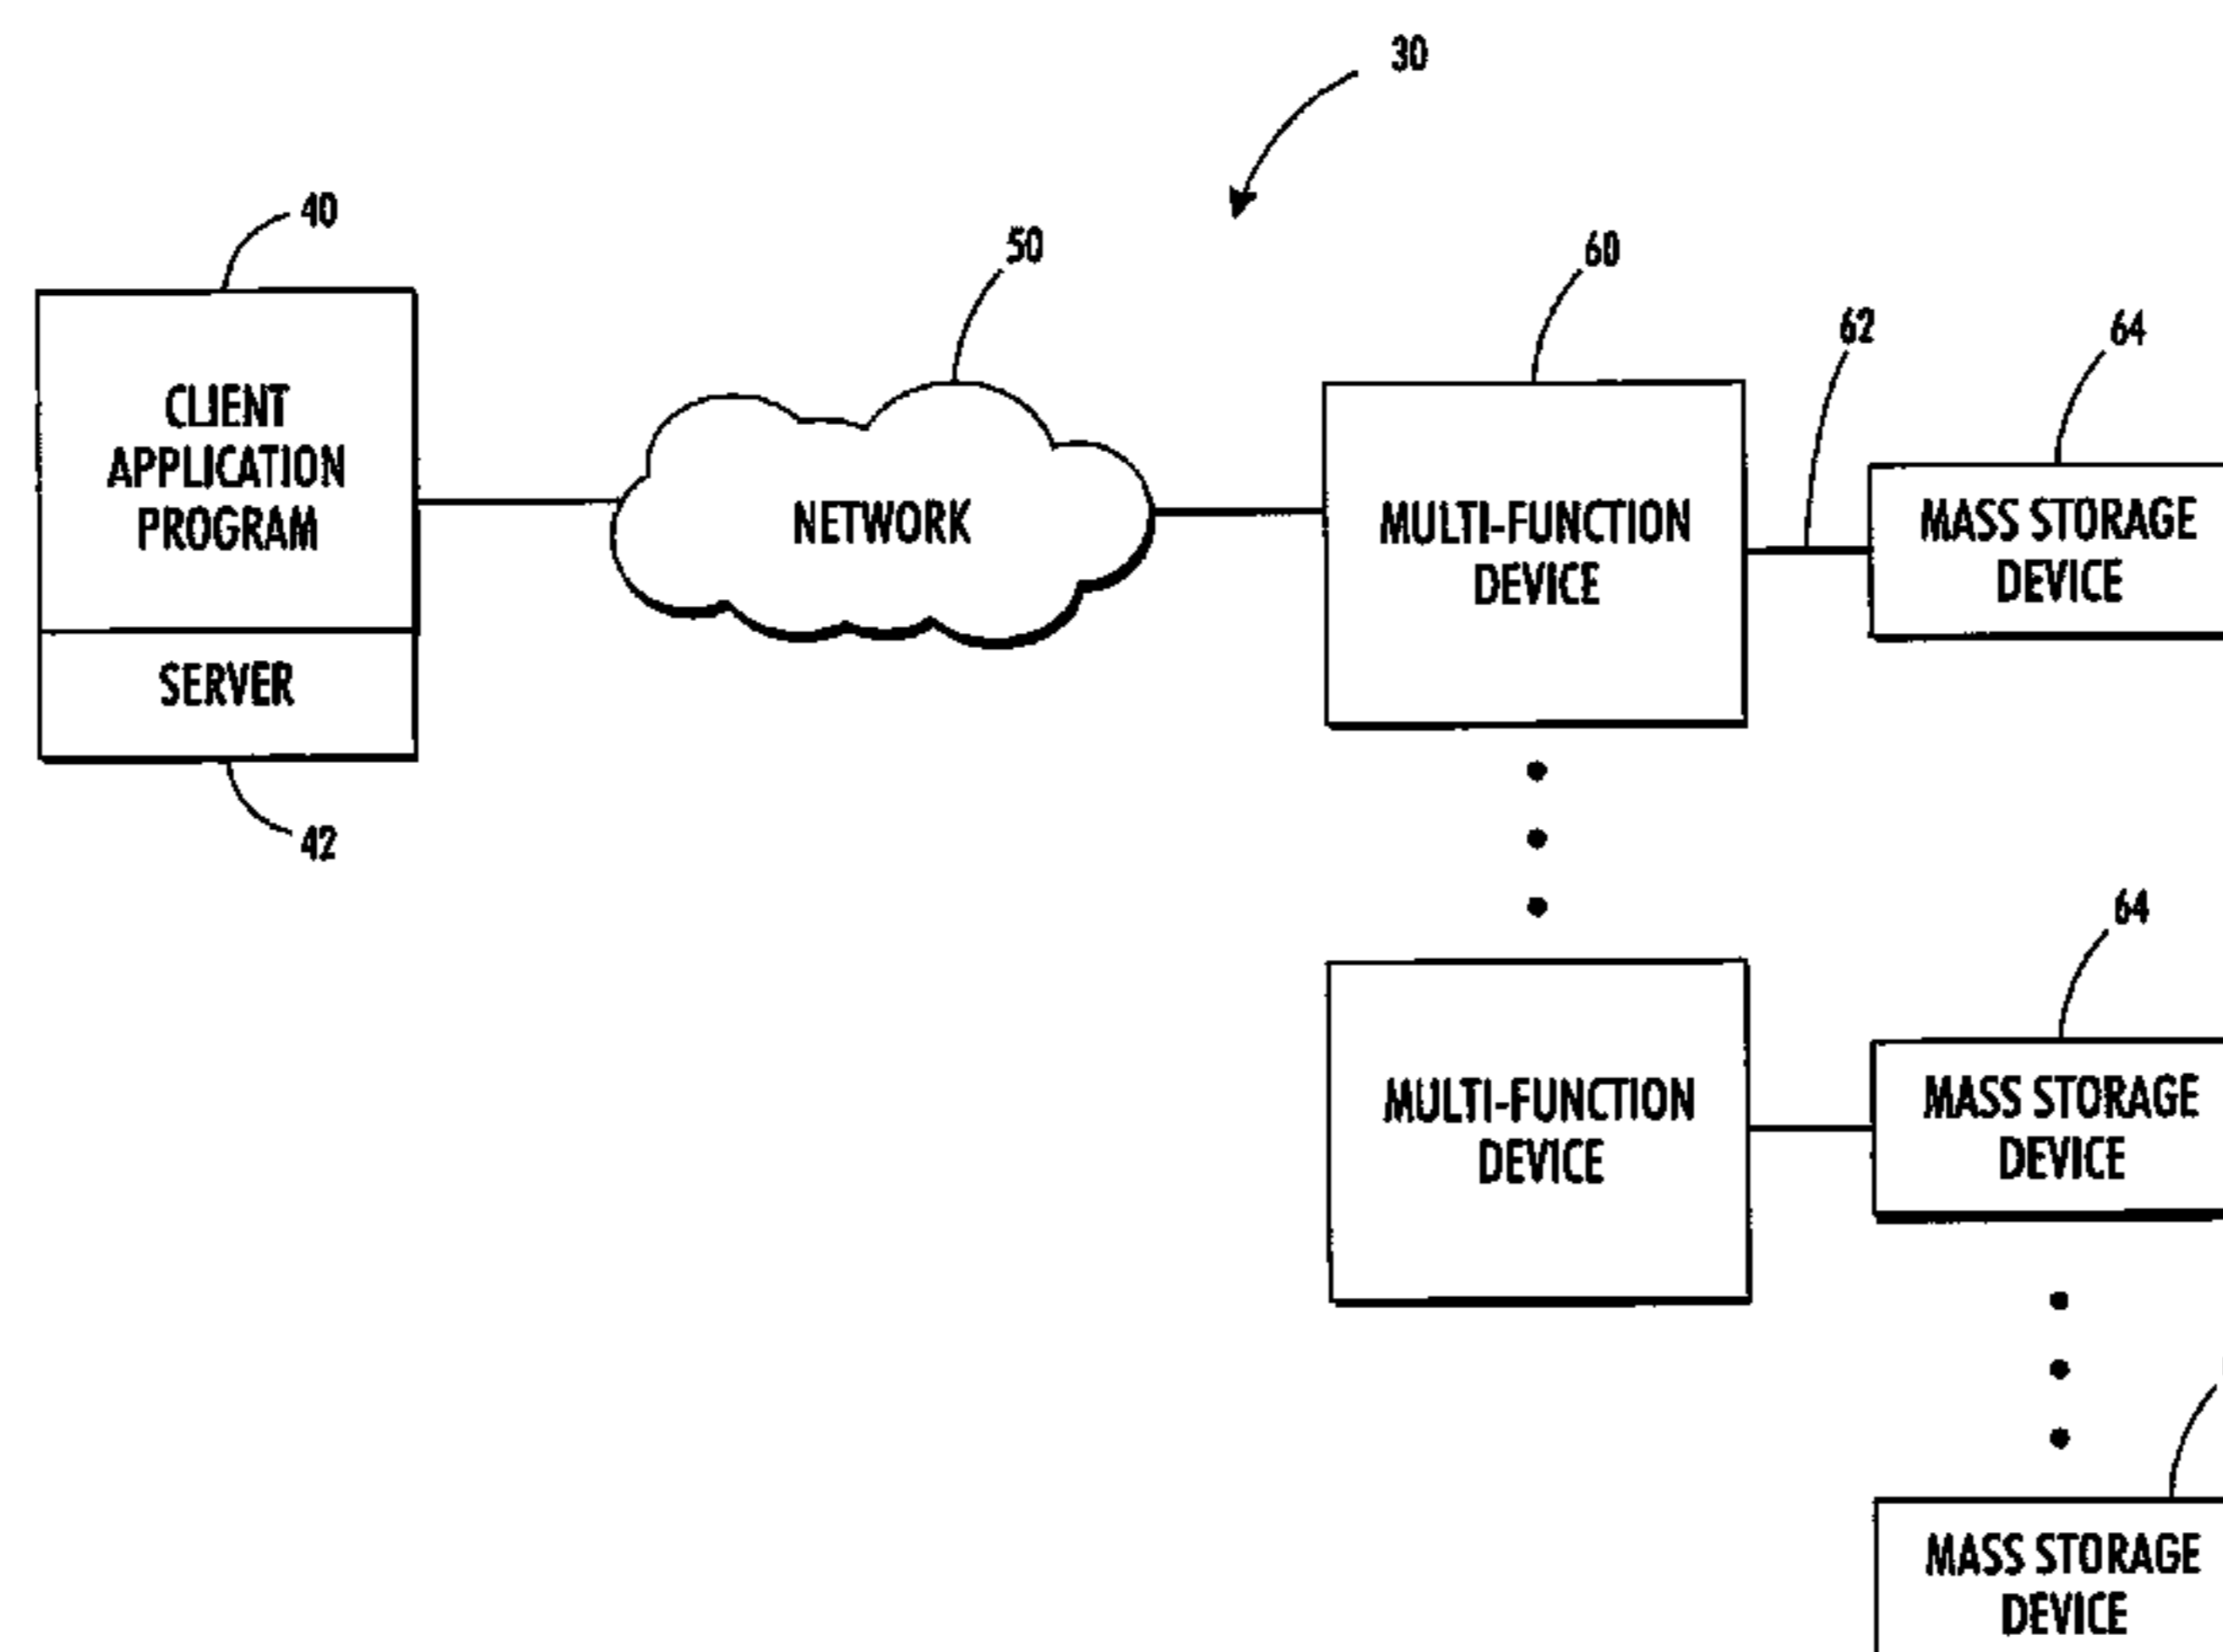 30
40
50
60
62
64
CLIENT
APPLICATION
PROGRAM
NETWORK
MULTI-FUNCTION
DEVICE
MASS STORAGE
DEVICE
SERVER
42
64
MULTI-FUNCTION
DEVICE
MASS STORAGE
DEVICE
MASS STORAGE
DEVICE